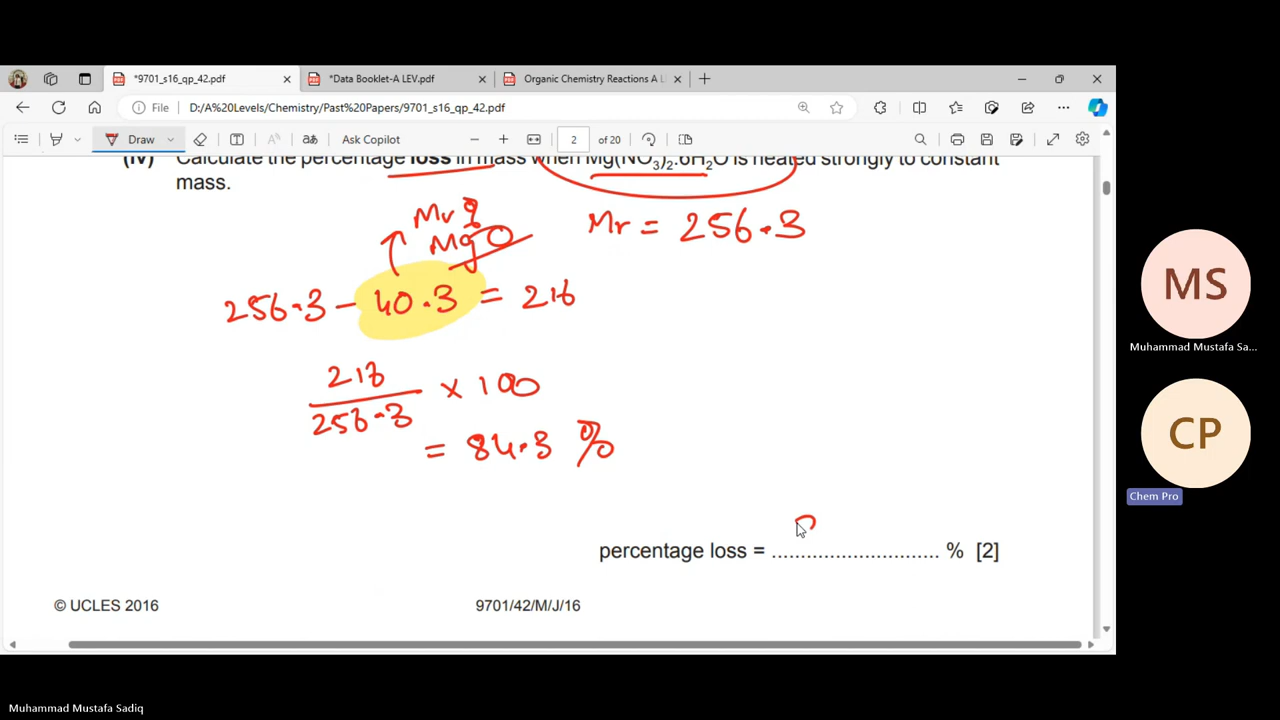 *9701_s16_qp_42.pdf
*Data Booklet-A LEV.pdf
Organic Chemistry Reactions A L
File
D:/A%20Levels/Chemistry/Past%20Papers/9701_s16_qp_42.pdf
Draw
Ask Copilot
2
of 20
(iv) Calculate the percentage loss in mass when Mg(NO3)2.6H2O is heated strongly to constant
mass.
Mr of
MgO
Mr = 256.3
256.3 - 40.3 = 216
216
256.3
x 100
= 84.3 %
percentage loss = ............................. % [2]
© UCLES 2016
9701/42/M/J/16
MS
Muhammad Mustafa Sa...
CP
Chem Pro
Muhammad Mustafa Sadiq